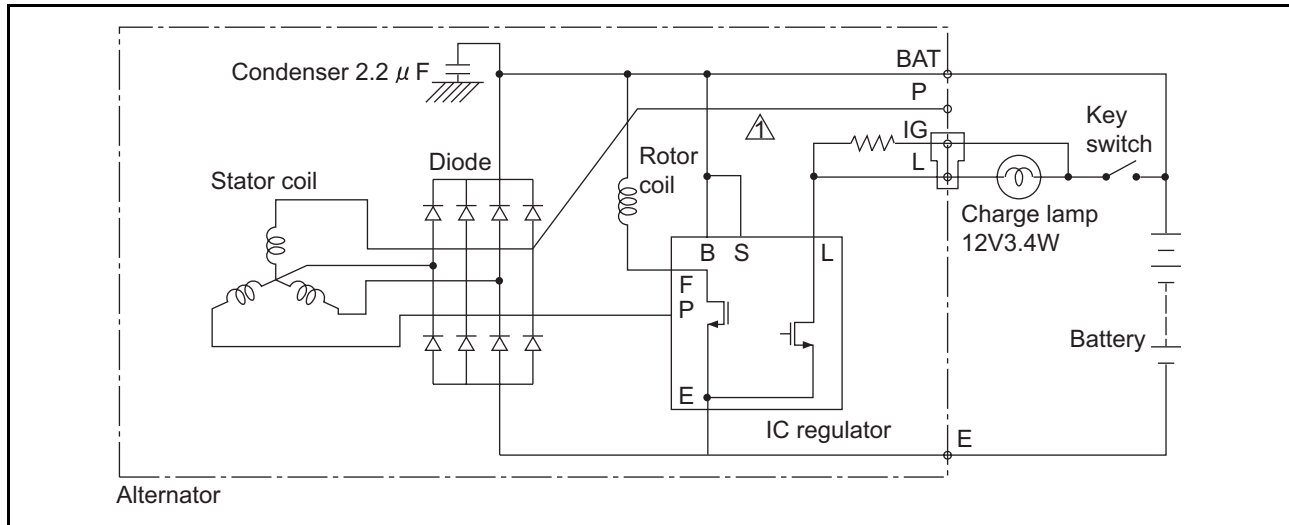 Condenser 2.2 μ F
BAT
P
1
IG
L
Key
switch
Diode
Rotor
coil
Stator coil
Charge lamp
12V3.4W
B S L
F
P
E
Battery
IC regulator
E
Alternator